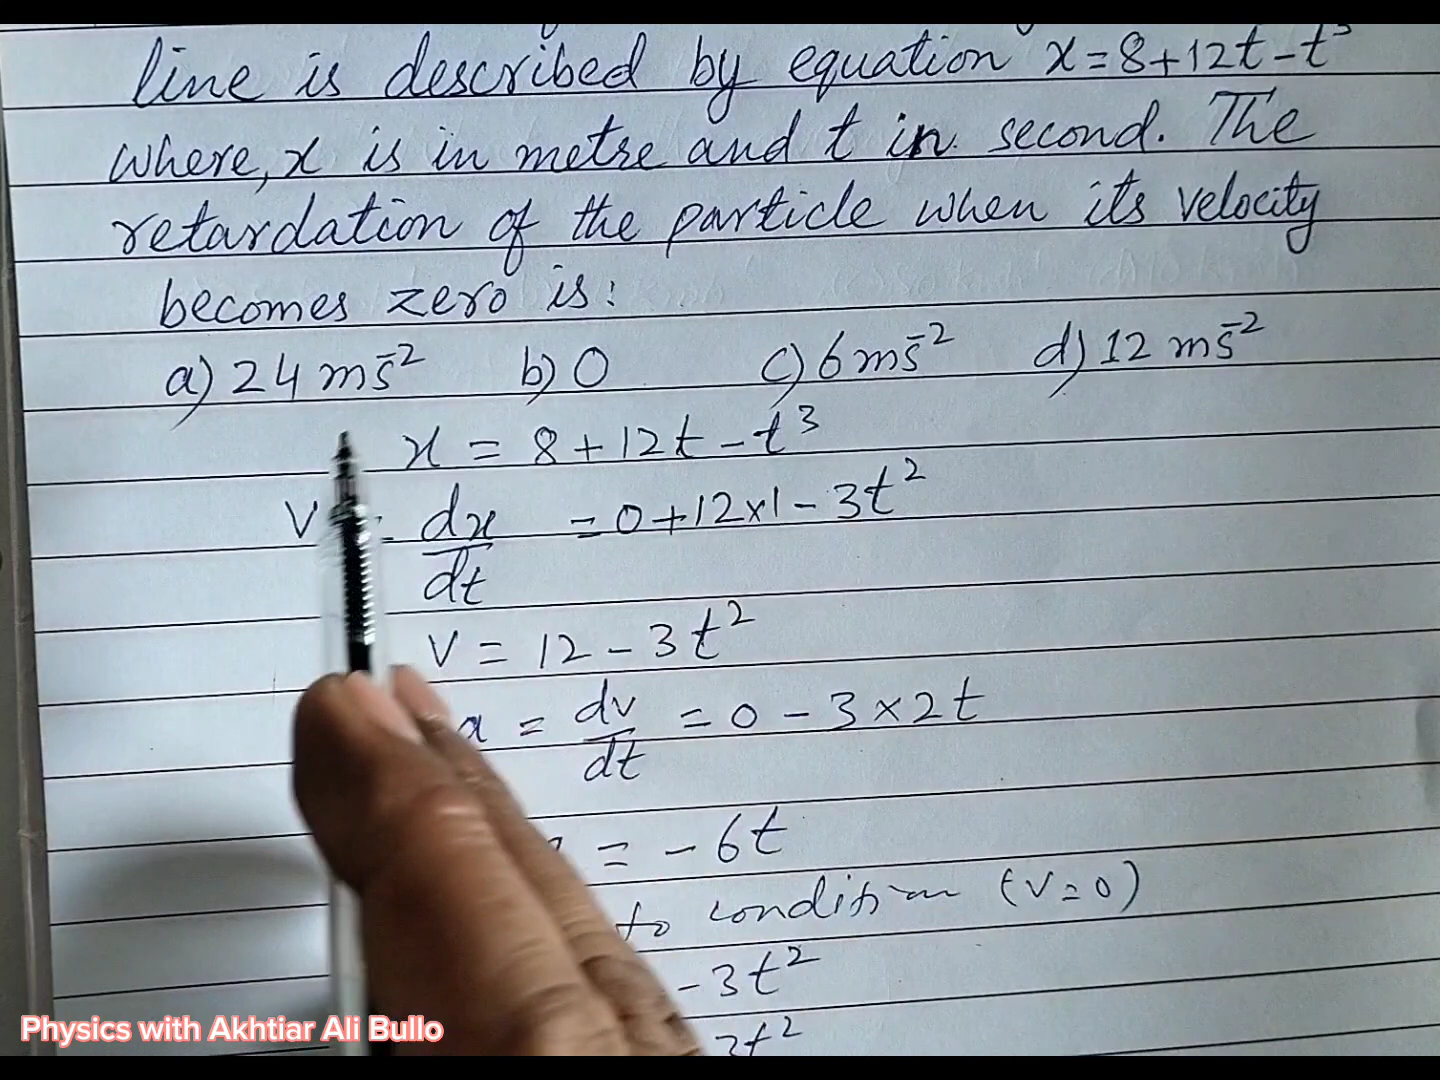 line is described by equation x=8+12t-t³
where, x is in metre and t in second. The
retardation of the particle when its velocity
becomes zero is:
a) 24 ms⁻² b) 0 c) 6 ms⁻² d) 12 ms⁻²
x = 8+12t-t³
V = dx/dt = 0+12×1-3t²
V = 12-3t²
a = dv/dt = 0-3×2t
= -6t
to condition (V=0)
-3t²
3t²
Physics with Akhtiar Ali Bullo